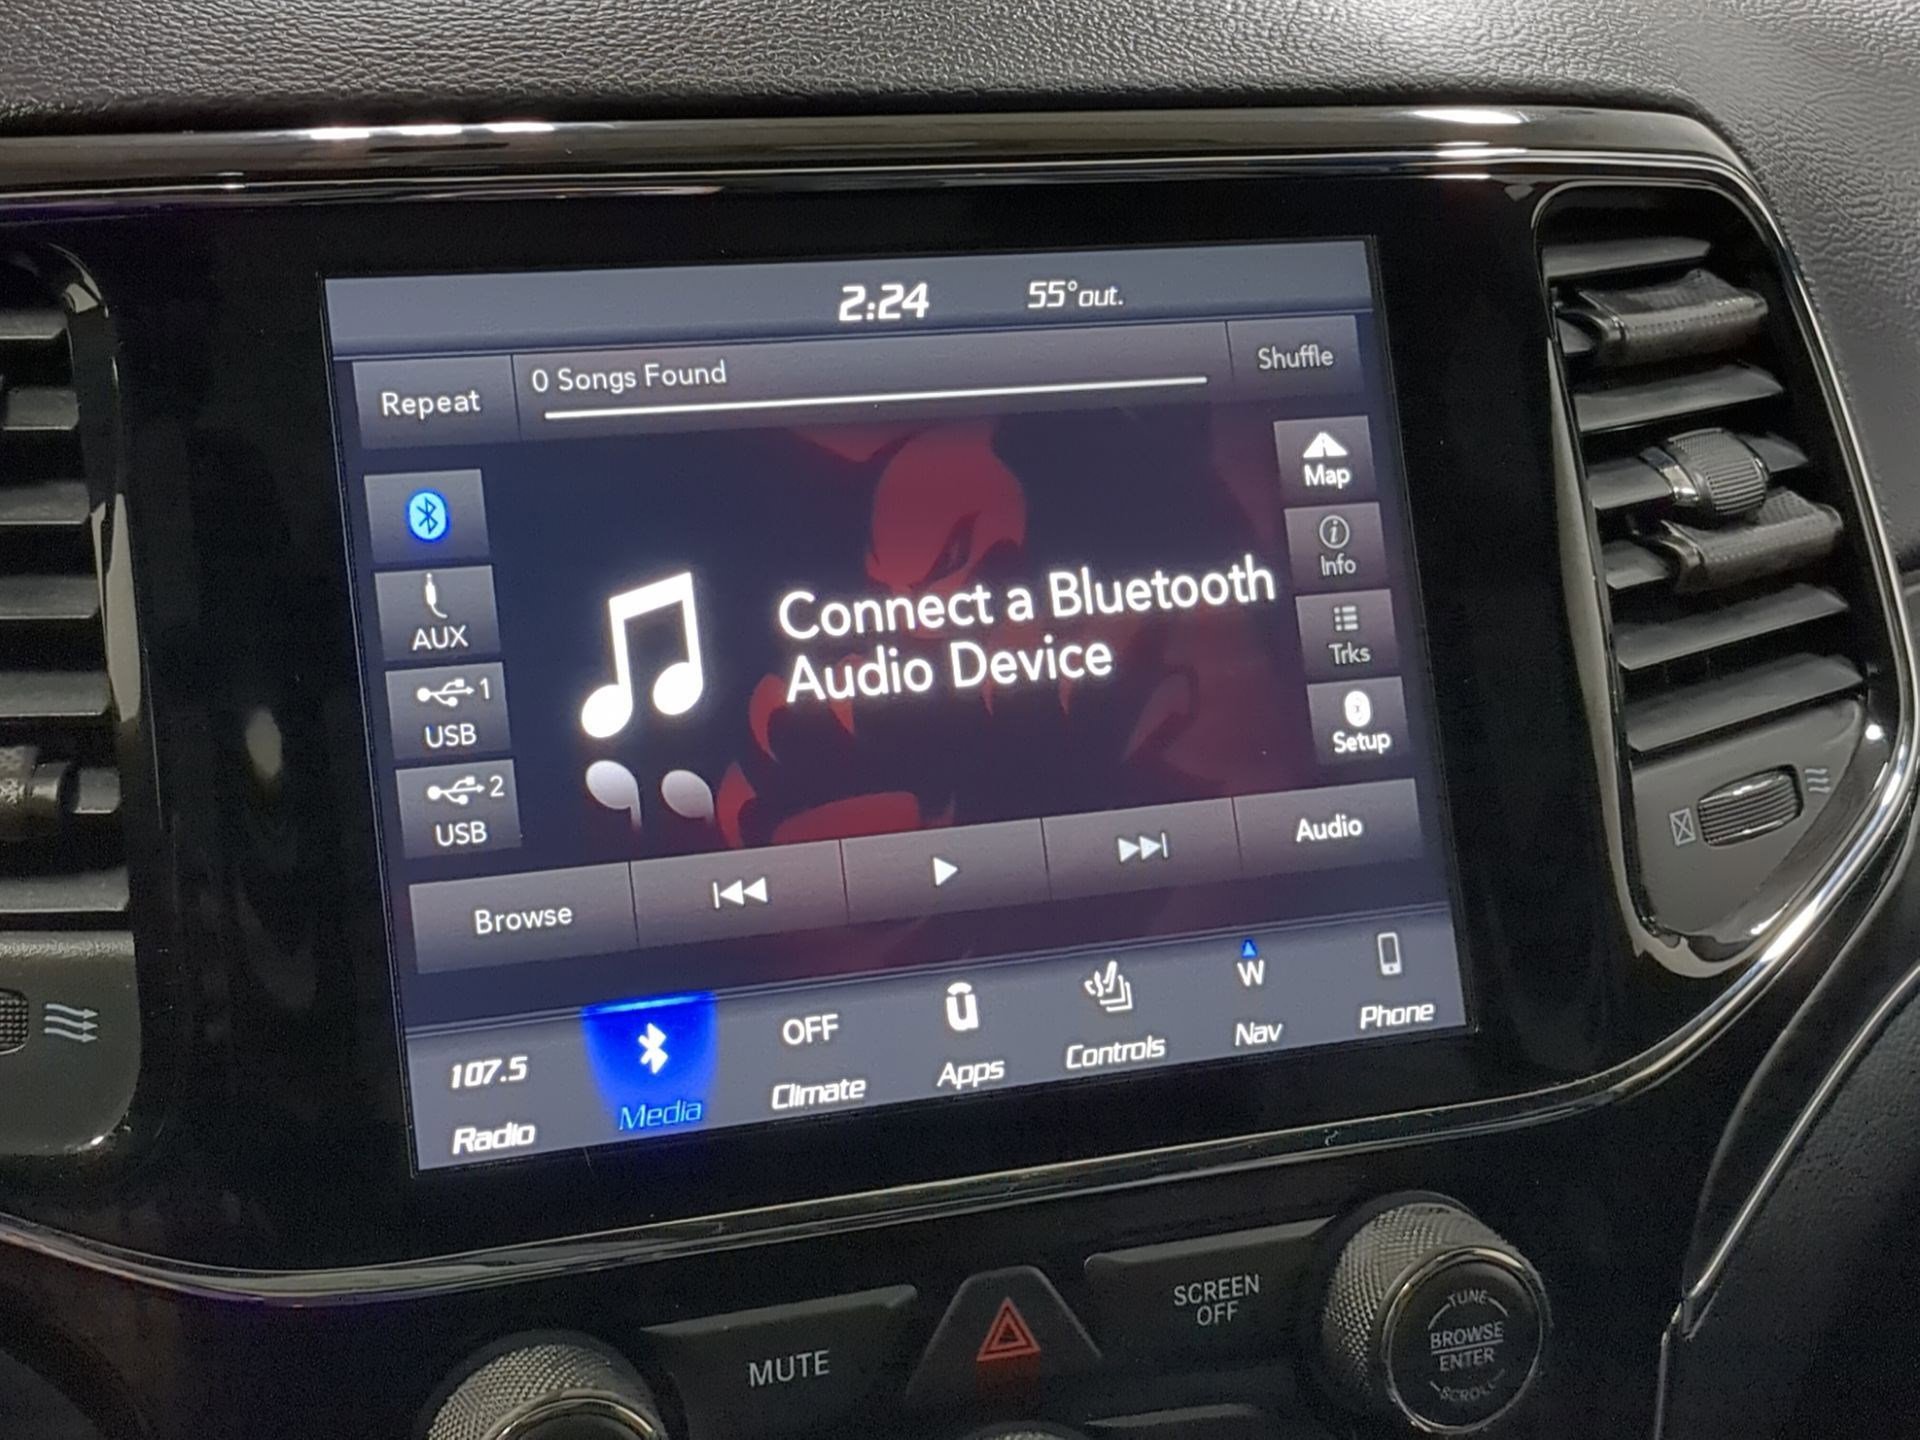 2:24 55°out.
Repeat
0 Songs Found
Shuffle
AUX
1
USB
2
USB
Connect a Bluetooth
Audio Device
Map
i
Info
Trks
Setup
Browse
Audio
107.5
Radio
Media
OFF
Climate
Apps
Controls
W
Nav
Phone
MUTE
SCREEN
OFF
TUNE
BROWSE
ENTER
SCROLL